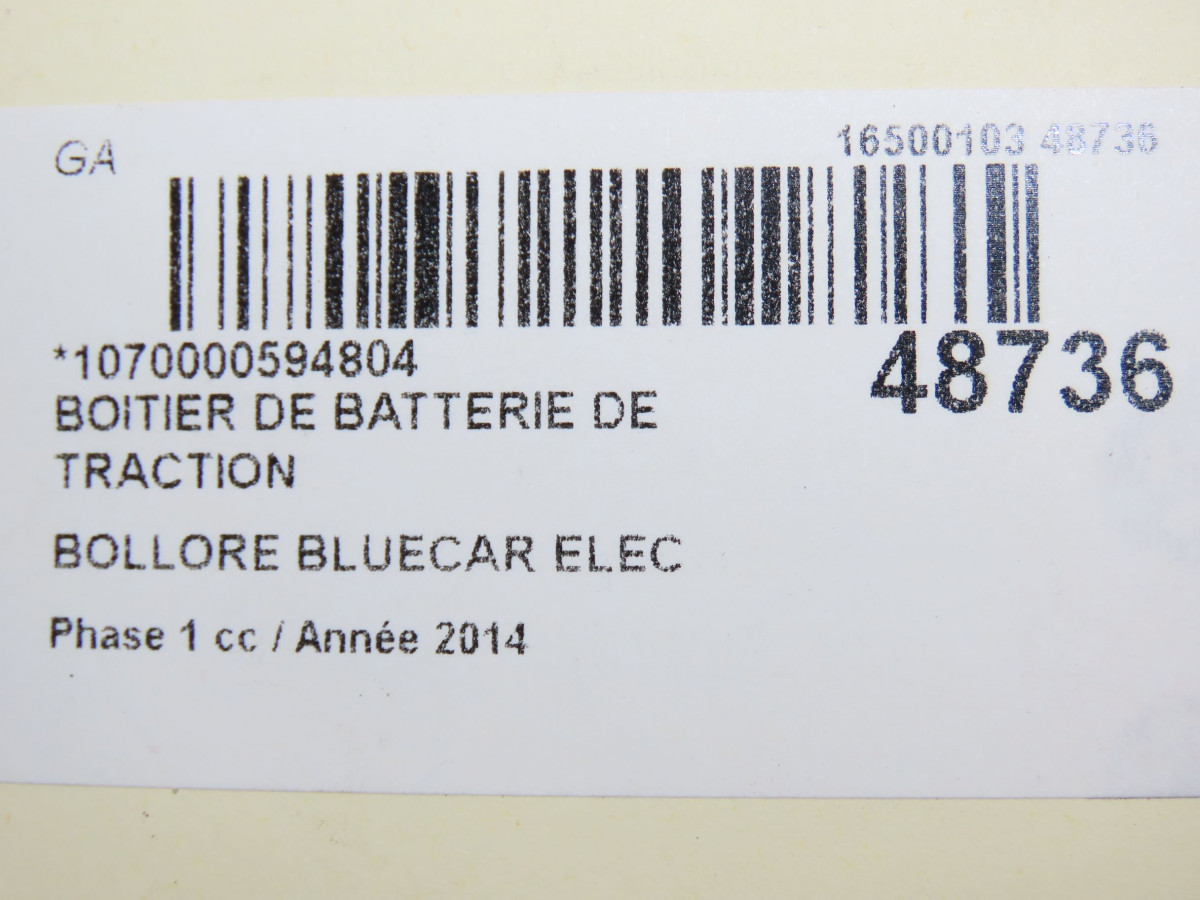 GA
16500103 48736
*1070000594804
48736
BOITIER DE BATTERIE DE
TRACTION
BOLLORE BLUECAR ELEC
Phase 1 cc / Année 2014